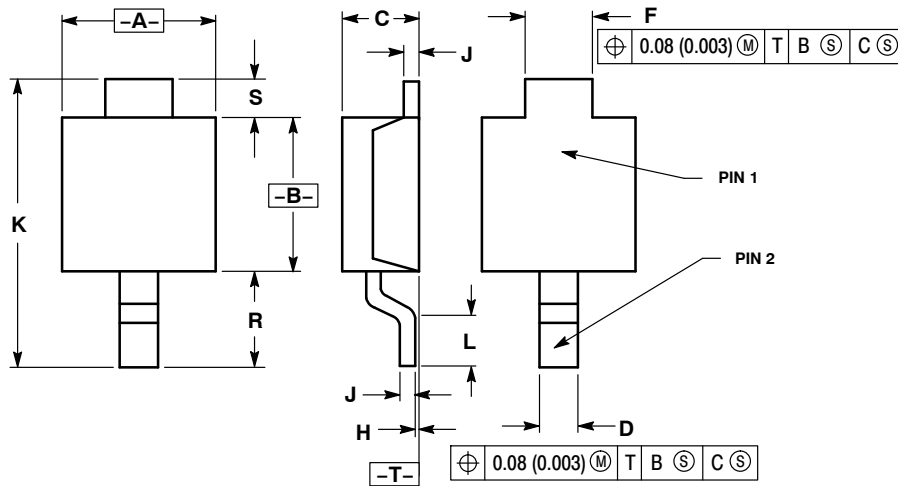 –A–
C
F
⌖ 0.08 (0.003) Ⓜ T B Ⓢ C Ⓢ
J
S
–B–
K
PIN 1
PIN 2
R
L
J
D
H
⌖ 0.08 (0.003) Ⓜ T B Ⓢ C Ⓢ
–T–